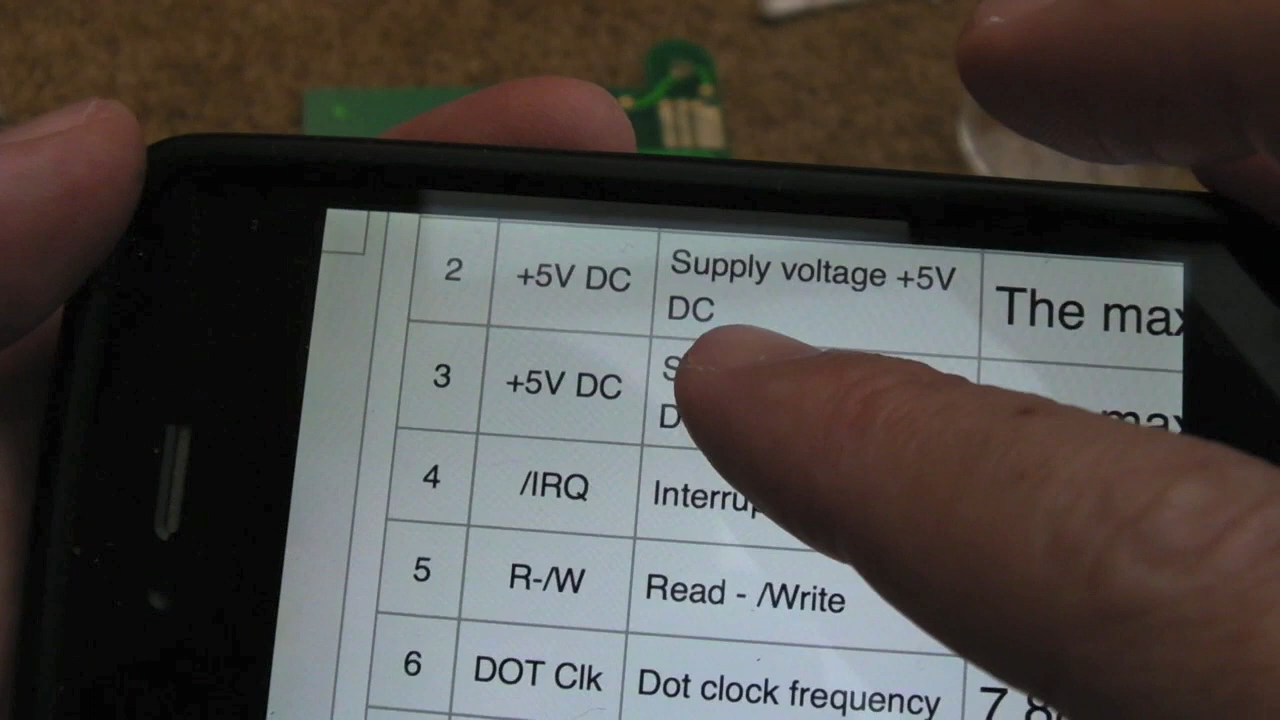 2 +5V DC Supply voltage +5V DC The max
3 +5V DC
4 /IRQ
5 R-/W Read - /Write
6 DOT Clk Dot clock frequency